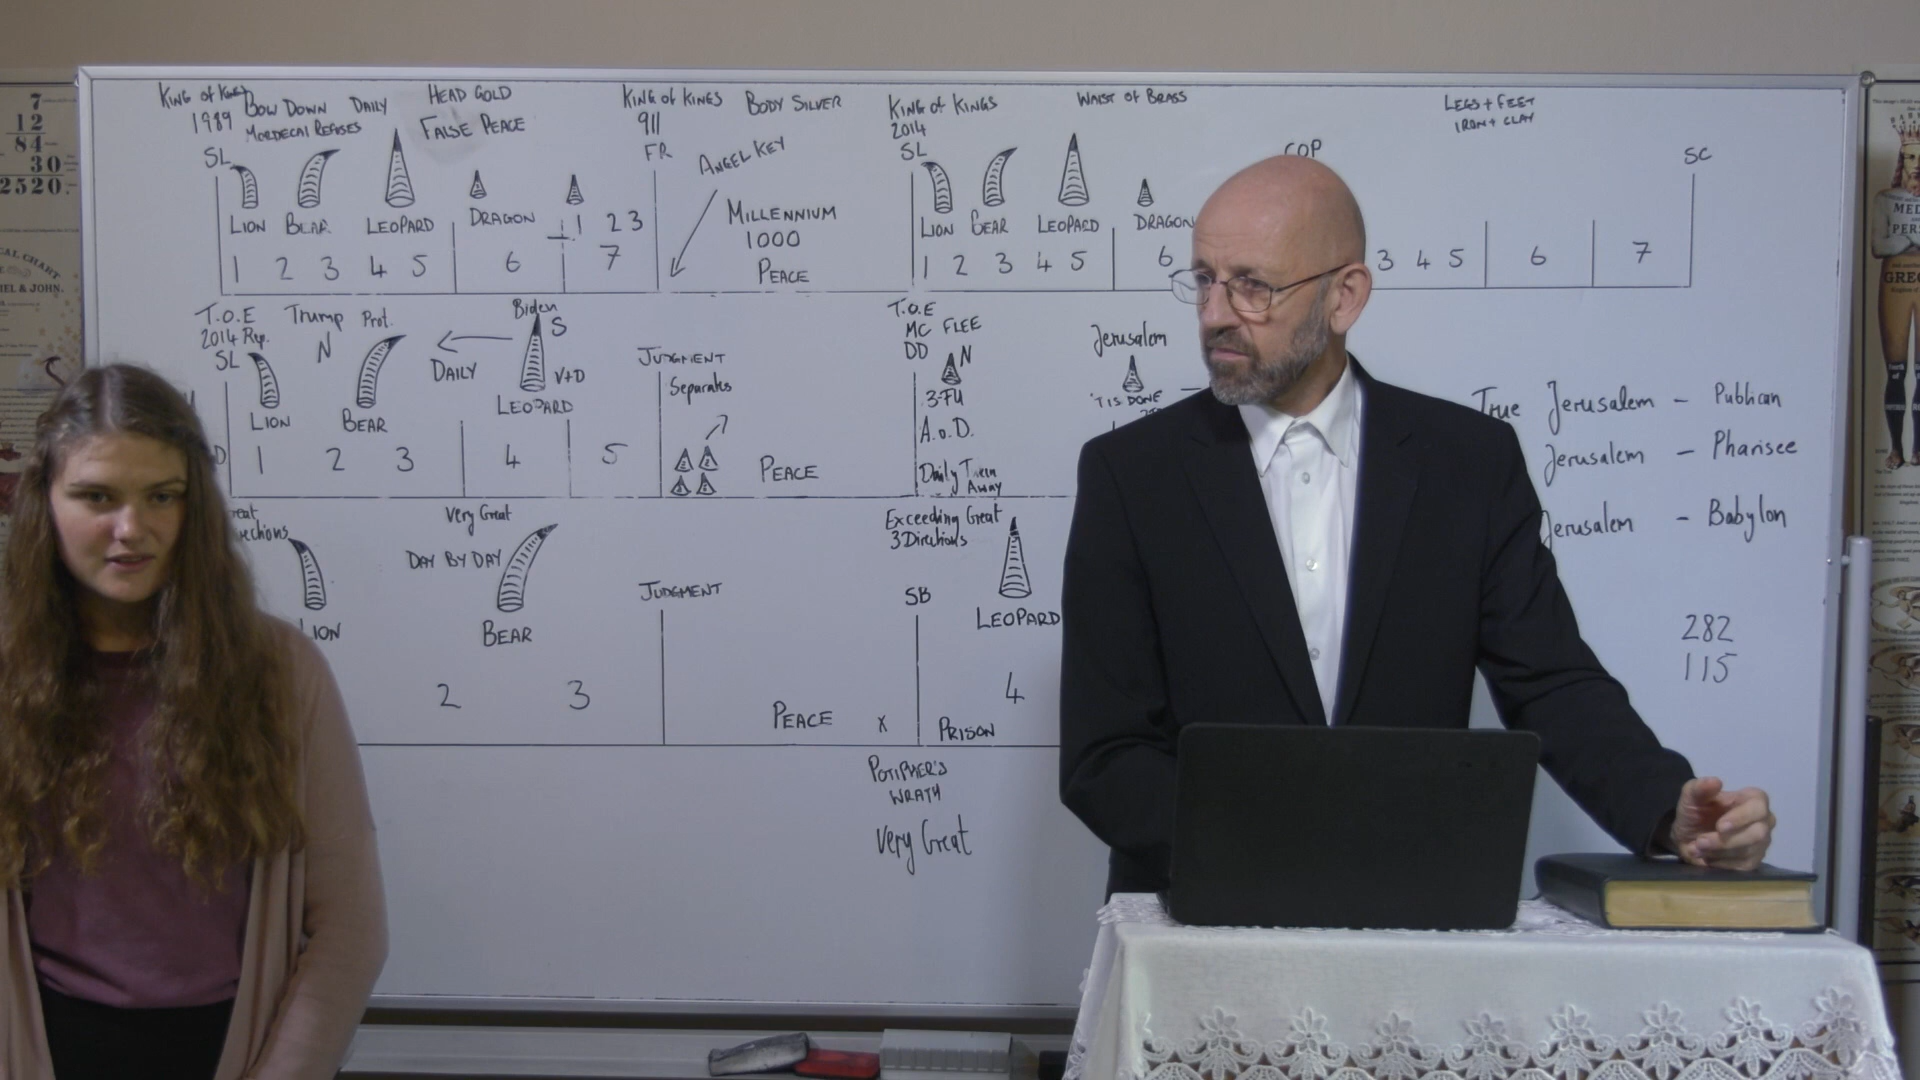 King of Kings
1989
Bow Down
Mordecai Refuses
Daily
Head Gold
False Peace
King of Kings
911
FR
Body Silver
Angel Key
King of Kings
2014
Waist of Brass
Legs + Feet
Iron + Clay
SL
SL
COP
SC
Lion Bear Leopard Dragon 1 2 3
1 2 3 4 5 6 7
Millennium
1000
Peace
Lion Bear Leopard Dragon
1 2 3 4 5 6
3 4 5 6 7
T.O.E
2014 Rep.
SL
Trump
N
Prot.
Daily
Biden
S
V+D
Lion Bear Leopard
D 1 2 3 4 5
Judgment
Separates
Peace
T.O.E
MC Flee
DD N
3-FU
A.o.D.
Daily
Away
Jerusalem
'Tis Done
True Jerusalem - Publican
Jerusalem - Pharisee
Jerusalem - Babylon
282
115
Very Great
Day by Day
Lion Bear
2 3
Judgment
Peace x
Exceeding Great
3 Directions
SB
Leopard
4
Prison
Potipher's
Wrath
Very Great
7
12
84
30
2520.